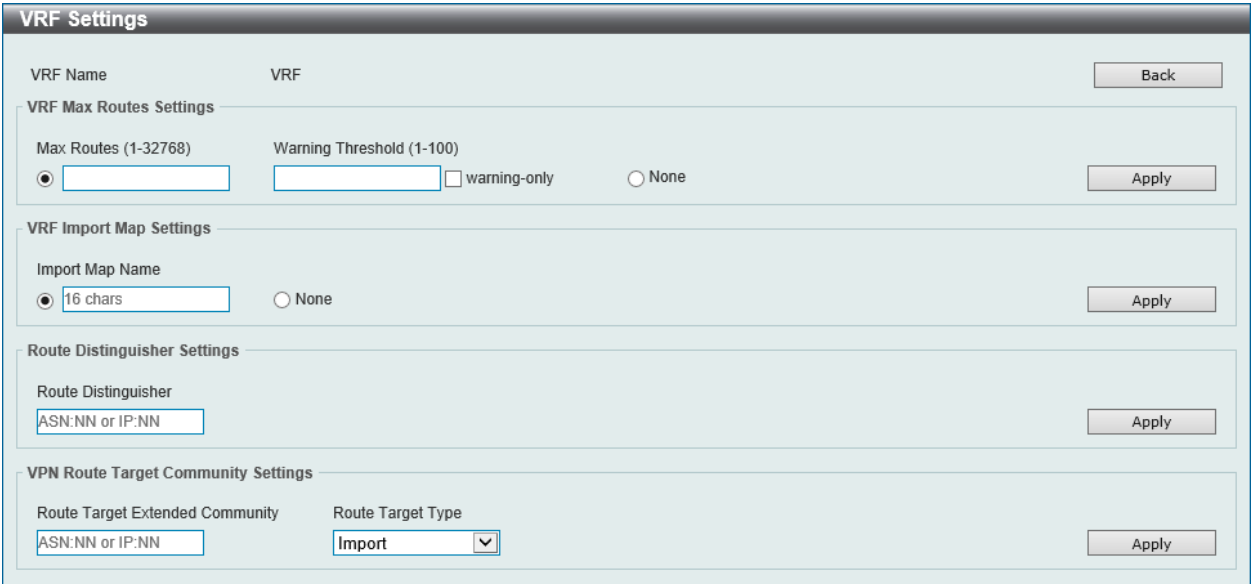 VRF Settings
VRF Name VRF Back
VRF Max Routes Settings
Max Routes (1-32768) Warning Threshold (1-100)
warning-only None Apply
VRF Import Map Settings
Import Map Name
16 chars None Apply
Route Distinguisher Settings
Route Distinguisher
ASN:NN or IP:NN Apply
VPN Route Target Community Settings
Route Target Extended Community Route Target Type
ASN:NN or IP:NN Import Apply